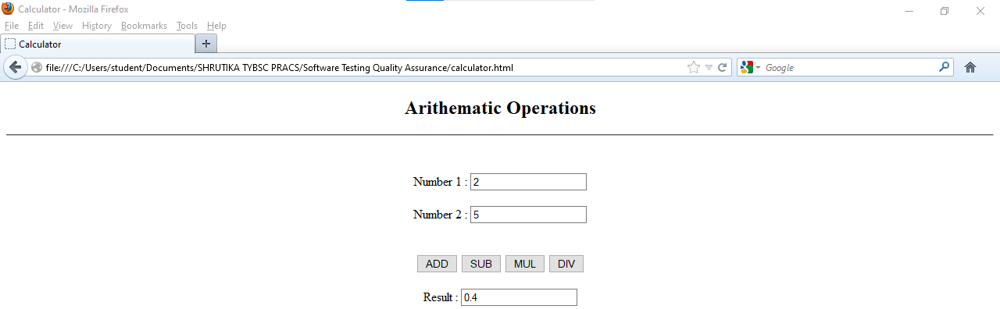 Calculator - Mozilla Firefox
File Edit View History Bookmarks Tools Help
Calculator +
file:///C:/Users/student/Documents/SHRUTIKA TYBSC PRACS/Software Testing Quality Assurance/calculator.html Google
Arithematic Operations
Number 1 : 2
Number 2 : 5
ADD SUB MUL DIV
Result : 0.4